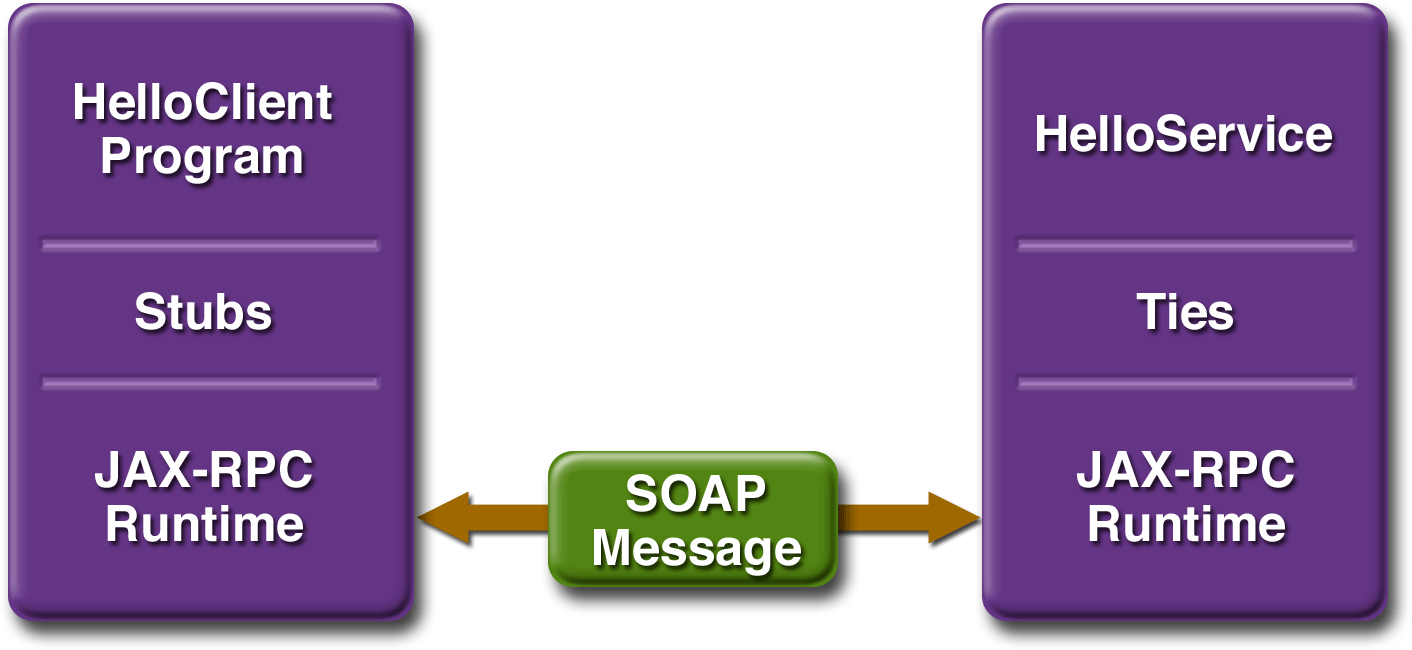 HelloClient
Program
Stubs
JAX-RPC
Runtime
SOAP
Message
HelloService
Ties
JAX-RPC
Runtime